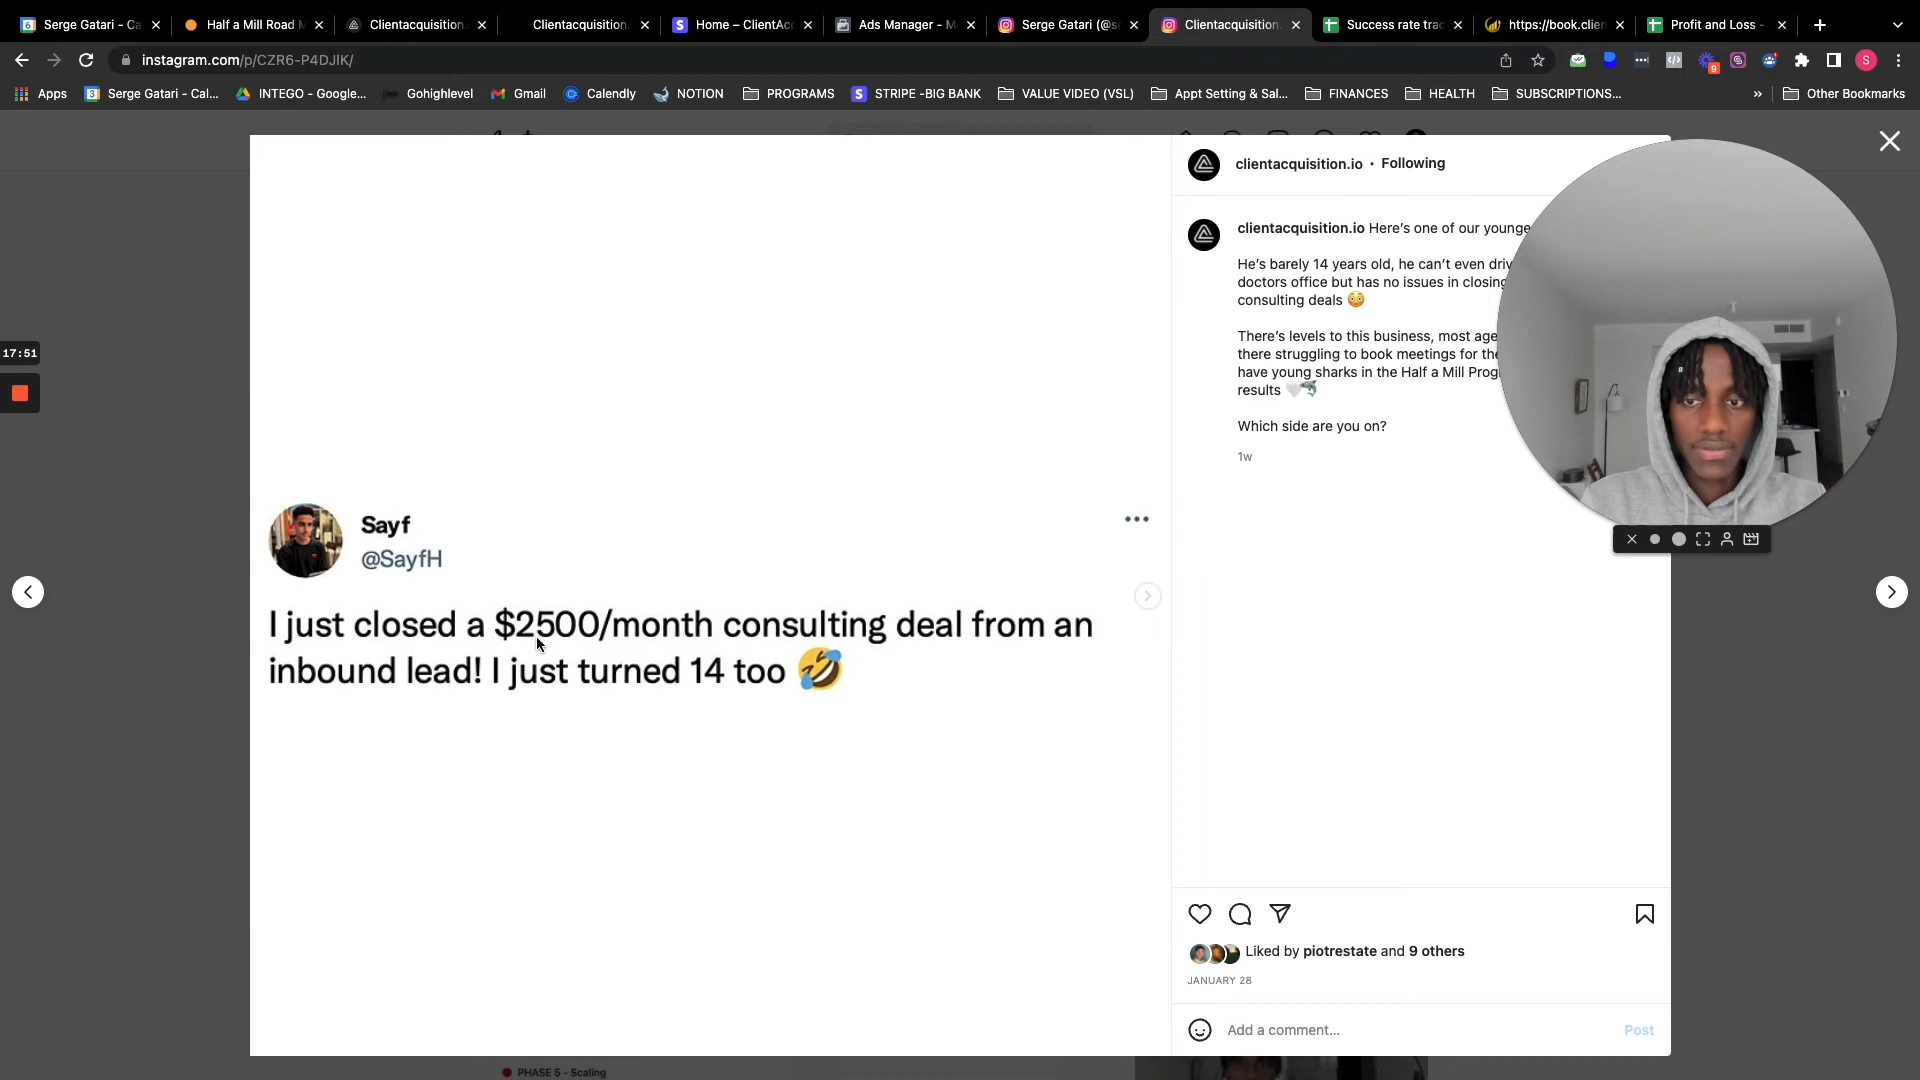 Serge Gatari - Ca
Half a Mill Road M
Clientacquisition.
Clientacquisition.
Home – ClientAcc
Ads Manager - M
Serge Gatari (@s
Clientacquisition.
Success rate trac
https://book.clien
Profit and Loss -
instagram.com/p/CZR6-P4DJIK/
S
Apps
Serge Gatari - Cal...
INTEGO - Google...
Gohighlevel
Gmail
Calendly
NOTION
PROGRAMS
STRIPE -BIG BANK
VALUE VIDEO (VSL)
Appt Setting & Sal...
FINANCES
HEALTH
SUBSCRIPTIONS...
Other Bookmarks
17:51
Sayf
@SayfH
I just closed a $2500/month consulting deal from an
inbound lead! I just turned 14 too 🤣
clientacquisition.io • Following
clientacquisition.io Here's one of our younge
He's barely 14 years old, he can't even driv
doctors office but has no issues in closing
consulting deals 😳
There's levels to this business, most age
there struggling to book meetings for the
have young sharks in the Half a Mill Prog
results 🤍🦈
Which side are you on?
1w
Liked by piotrestate and 9 others
JANUARY 28
Add a comment...
Post
PHASE 5 - Scaling